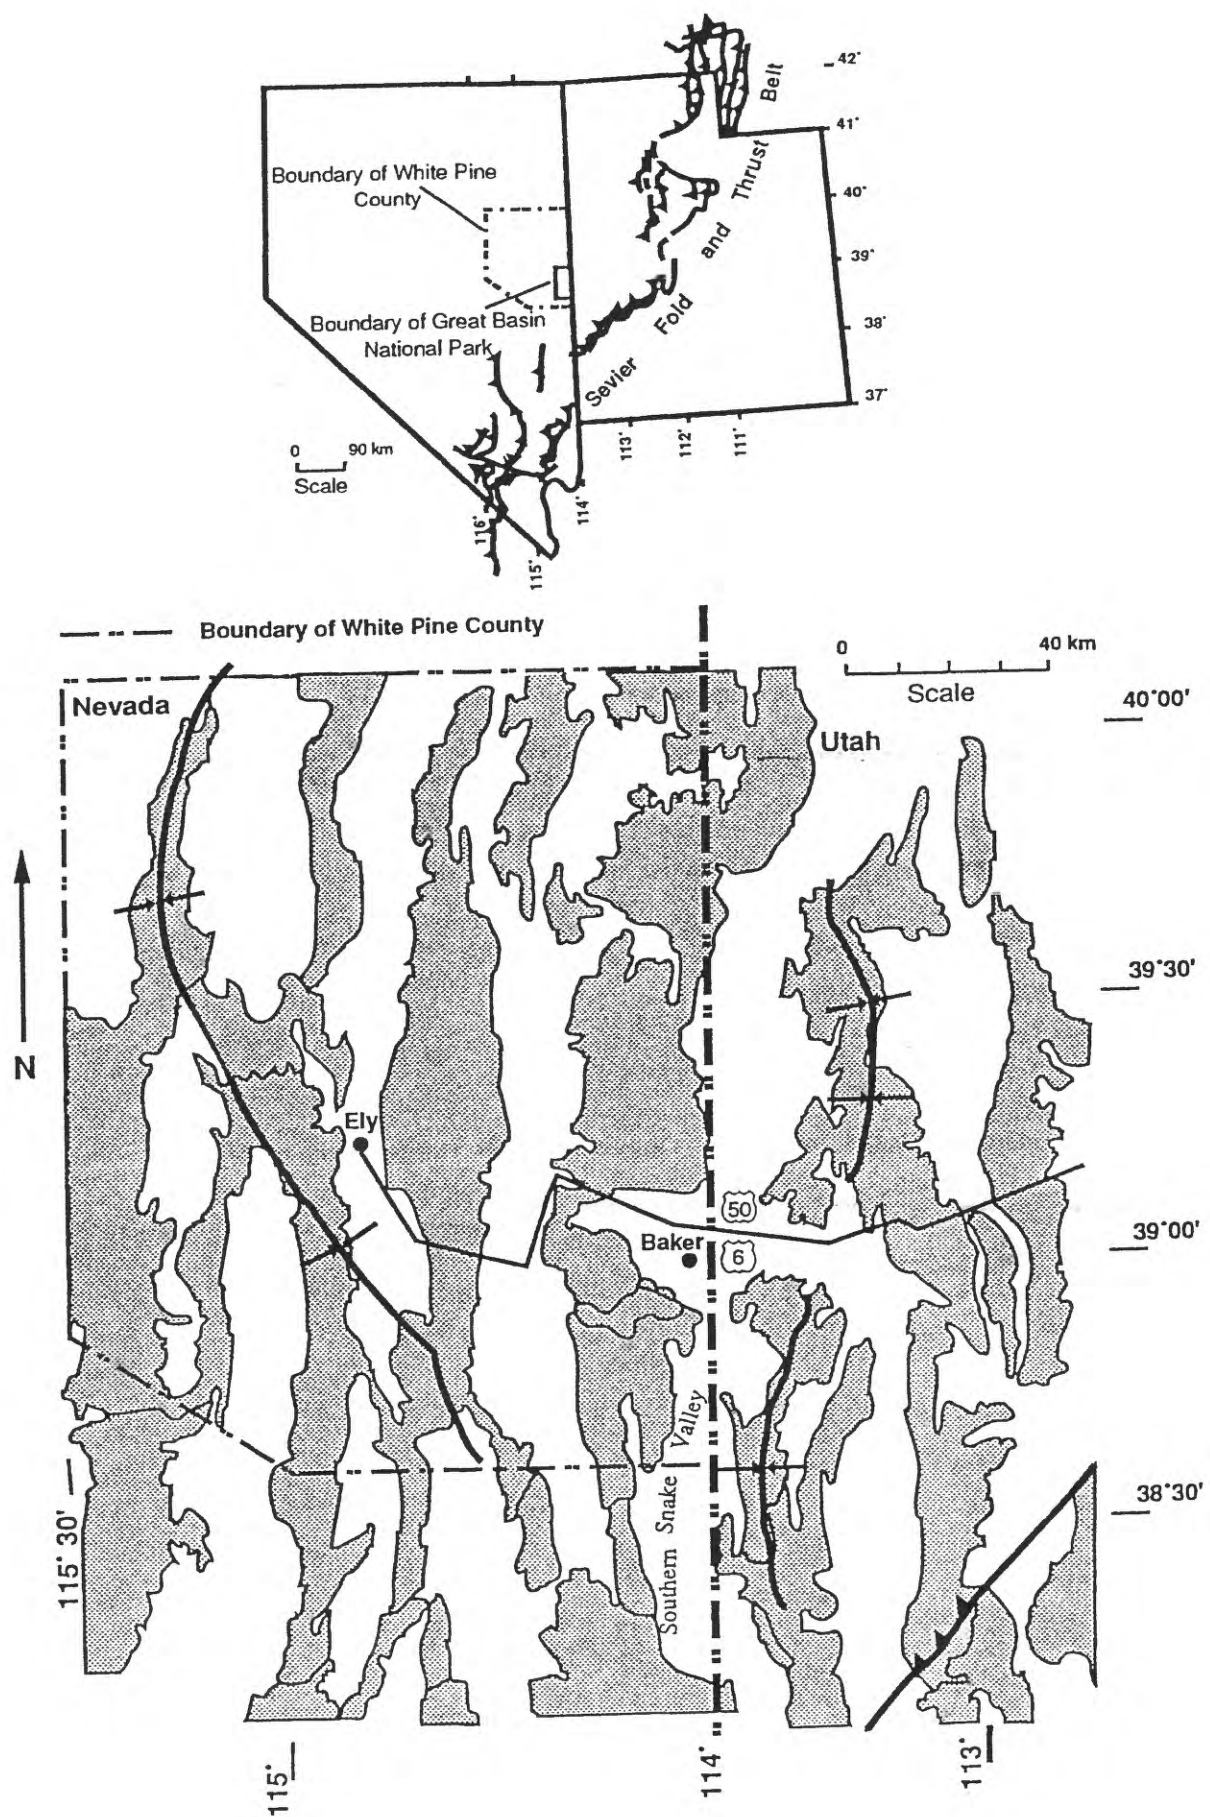 42°
Belt
41°
Boundary of White Pine
County
Thrust
40°
and
39°
Boundary of Great Basin
National Park
Fold
38°
Sevier
37°
0 90 km
Scale
113°
112°
111°
116°
115°
114°
Boundary of White Pine County
0 40 km
Scale
Nevada
Utah
40°00'
39°30'
N
Ely
50
Baker
6
39°00'
Southern Snake Valley
38°30'
115° 30'
115°
114°
113°